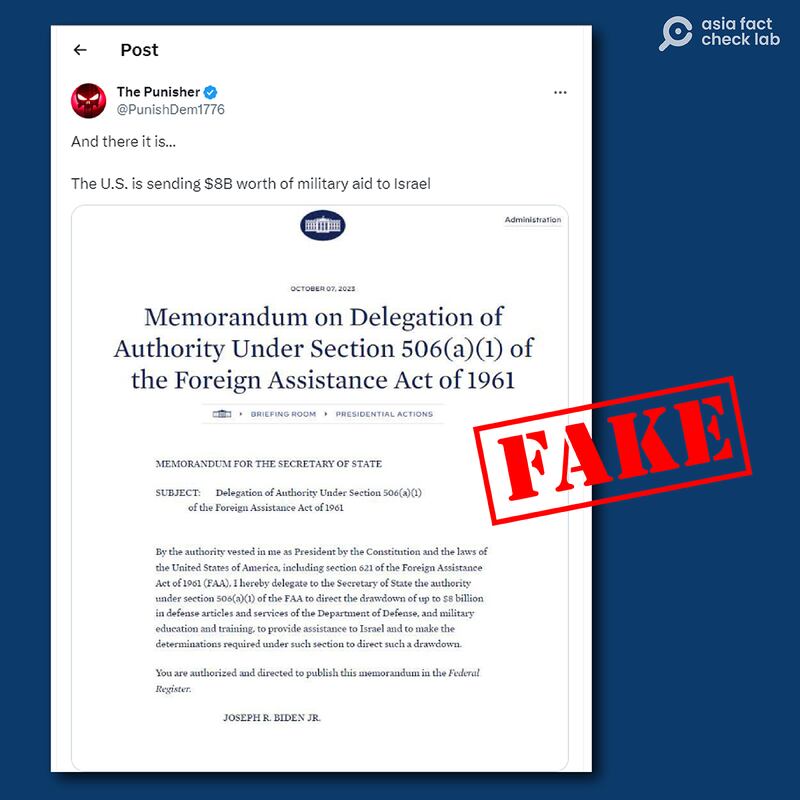 asia fact
check lab
Post
The Punisher
@PunishDem1776
And there it is...
The U.S. is sending $8B worth of military aid to Israel
Administration
OCTOBER 07, 2023
Memorandum on Delegation of
Authority Under Section 506(a)(1) of
the Foreign Assistance Act of 1961
BRIEFING ROOM PRESIDENTIAL ACTIONS
MEMORANDUM FOR THE SECRETARY OF STATE
SUBJECT: Delegation of Authority Under Section 506(a)(1)
of the Foreign Assistance Act of 1961
By the authority vested in me as President by the Constitution and the laws of
the United States of America, including section 621 of the Foreign Assistance
Act of 1961 (FAA), I hereby delegate to the Secretary of State the authority
under section 506(a)(1) of the FAA to direct the drawdown of up to $8 billion
in defense articles and services of the Department of Defense, and military
education and training, to provide assistance to Israel and to make the
determinations required under such section to direct such a drawdown.
You are authorized and directed to publish this memorandum in the Federal
Register.
JOSEPH R. BIDEN JR.
FAKE